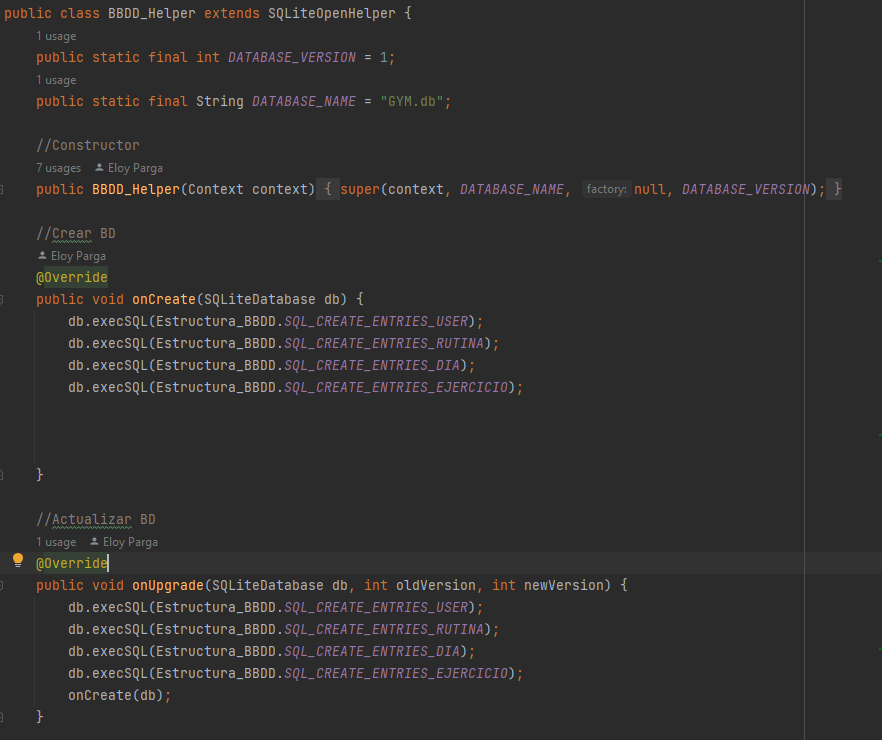 public class BBDD_Helper extends SQLiteOpenHelper {
1 usage
public static final int DATABASE_VERSION = 1;
1 usage
public static final String DATABASE_NAME = "GYM.db";
//Constructor
7 usages Eloy Parga
public BBDD_Helper(Context context) { super(context, DATABASE_NAME, factory: null, DATABASE_VERSION); }
//Crear BD
Eloy Parga
@Override
public void onCreate(SQLiteDatabase db) {
db.execSQL(Estructura_BBDD.SQL_CREATE_ENTRIES_USER);
db.execSQL(Estructura_BBDD.SQL_CREATE_ENTRIES_RUTINA);
db.execSQL(Estructura_BBDD.SQL_CREATE_ENTRIES_DIA);
db.execSQL(Estructura_BBDD.SQL_CREATE_ENTRIES_EJERCICIO);
}
//Actualizar BD
1 usage Eloy Parga
@Override
public void onUpgrade(SQLiteDatabase db, int oldVersion, int newVersion) {
db.execSQL(Estructura_BBDD.SQL_CREATE_ENTRIES_USER);
db.execSQL(Estructura_BBDD.SQL_CREATE_ENTRIES_RUTINA);
db.execSQL(Estructura_BBDD.SQL_CREATE_ENTRIES_DIA);
db.execSQL(Estructura_BBDD.SQL_CREATE_ENTRIES_EJERCICIO);
onCreate(db);
}